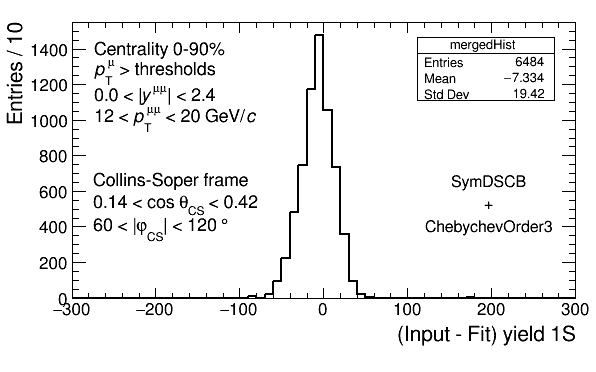 Entries / 10
1400
1200
1000
800
600
400
200
0
−300
−200
−100
0
100
200
300
(Input - Fit) yield 1S
Centrality 0-90%
p_T^μ > thresholds
0.0 < |y^μμ| < 2.4
12 < p_T^μμ < 20 GeV/c
Collins-Soper frame
0.14 < cos θ_CS < 0.42
60 < |φ_CS| < 120 °
mergedHist
Entries 6484
Mean −7.334
Std Dev 19.42
SymDSCB
+
ChebychevOrder3